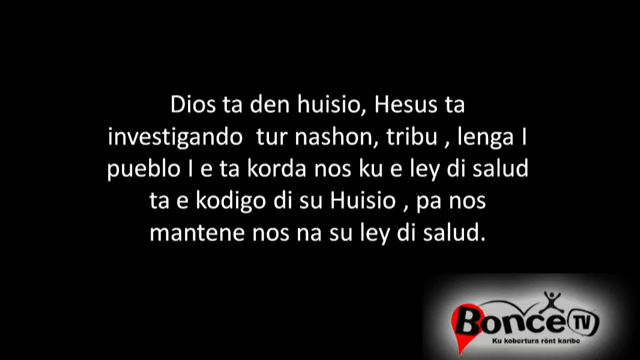 Dios ta den huisio, Hesus ta
investigando tur nashon, tribu , lenga I
pueblo I e ta korda nos ku e ley di salud
ta e kodigo di su Huisio , pa nos
mantene nos na su ley di salud.
Bonce TV
Ku kobertura rònt karibe